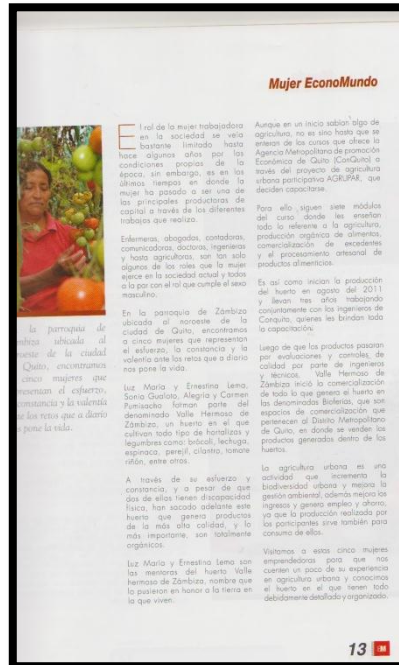 Mujer EconoMundo
la parroquia de
ubicada al
de la ciudad
Quito, encontramos
cinco mujeres que
el esfuerzo,
constancia y la valentía
los retos que a diario
pone la vida.
El rol de la mujer trabajadora
en la sociedad se veía
bastante limitado hasta
hace algunos años por las
condiciones propias de la
época, sin embargo, es en los
últimos tiempos en donde la
mujer ha pasado a ser una de
las principales productoras de
capital a través de los diferentes
trabajos que realiza.
Enfermeras, abogadas, contadoras,
comunicadoras, doctoras, ingenieras
y hasta agricultoras, son tan solo
algunos de los roles que la mujer
ejerce en la sociedad actual y todos
a la par con el rol que cumple el sexo
masculino.
En la parroquia de Zámbiza
ubicada al noroeste de la
ciudad de Quito, encontramos
a cinco mujeres que representan
el esfuerzo, la constancia y la
valentía ante los retos que a diario
nos pone la vida.
Luz María y Ernestina Lema,
Sonia Gualoto, Alegría y Carmen
Pumisacho forman parte del
denominado Valle Hermoso de
Zámbiza, un huerto en el que
cultivan todo tipo de hortalizas y
legumbres como: brócoli, lechuga,
espinaca, perejil, cilantro, tomate
riñón, entre otros.
A través de su esfuerzo y
constancia, y a pesar de que
dos de ellas tienen discapacidad
física, han sacado adelante este
huerto que genera productos
de la más alta calidad, y lo
más importante, son totalmente
orgánicos.
Luz María y Ernestina Lema son
las mentoras del huerto Valle
hermoso de Zámbiza, nombre que
lo pusieron en honor a la tierra en
la que viven.
Aunque en un inicio sabían algo de
agricultura, no es sino hasta que se
enteran de los cursos que ofrece la
Agencia Metropolitana de promoción
Económica de Quito (ConQuito) a
través del proyecto de agricultura
urbana participativa AGRUPAR, que
deciden capacitarse.
Para ello siguen siete módulos
del curso donde les enseñan
todo lo referente a la agricultura,
producción orgánica de alimentos,
comercialización de excedentes
y el procesamiento artesanal de
productos alimenticios.
Es así como inician la producción
del huerto en agosto del 2011
y llevan tres años trabajando
conjuntamente con los ingenieros de
Conquito, quienes les brindan toda
la capacitación.
Luego de que los productos pasaran
por evaluaciones y controles de
calidad por parte de ingenieros
y técnicos, Valle Hermoso de
Zámbiza inició la comercialización
de todo lo que genera el huerto en
las denominadas Bioferias, que son
espacios de comercialización que
pertenecen al Distrito Metropolitano
de Quito, en donde se venden los
productos generados dentro de los
huertos.
La agricultura urbana es una
actividad que incrementa la
biodiversidad urbana y mejora la
gestión ambiental, además mejora los
ingresos y genera empleo y ahorro,
ya que la producción realizada por
los participantes sirve también para
consumo de ellos.
Visitamos a estas cinco mujeres
emprendedoras para que nos
cuenten un poco de su experiencia
en agricultura urbana y conocimos
el huerto en el que tienen todo
debidamente detallado y organizado.
13 EM